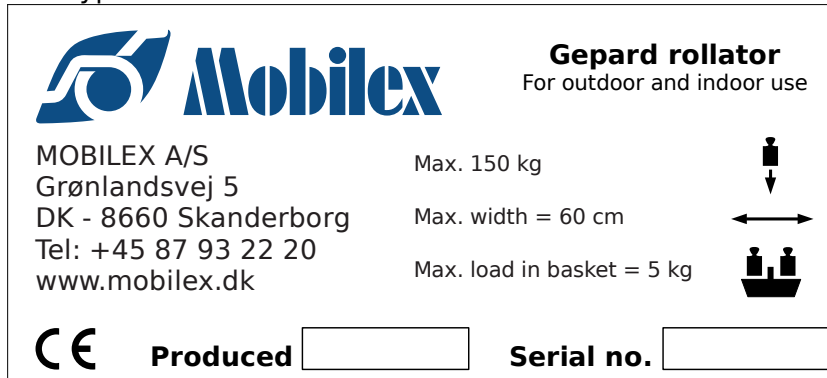 Mobilex
Gepard rollator
For outdoor and indoor use
MOBILEX A/S
Grønlandsvej 5
DK - 8660 Skanderborg
Tel: +45 87 93 22 20
www.mobilex.dk
Max. 150 kg
Max. width = 60 cm
Max. load in basket = 5 kg
CE
Produced
Serial no.